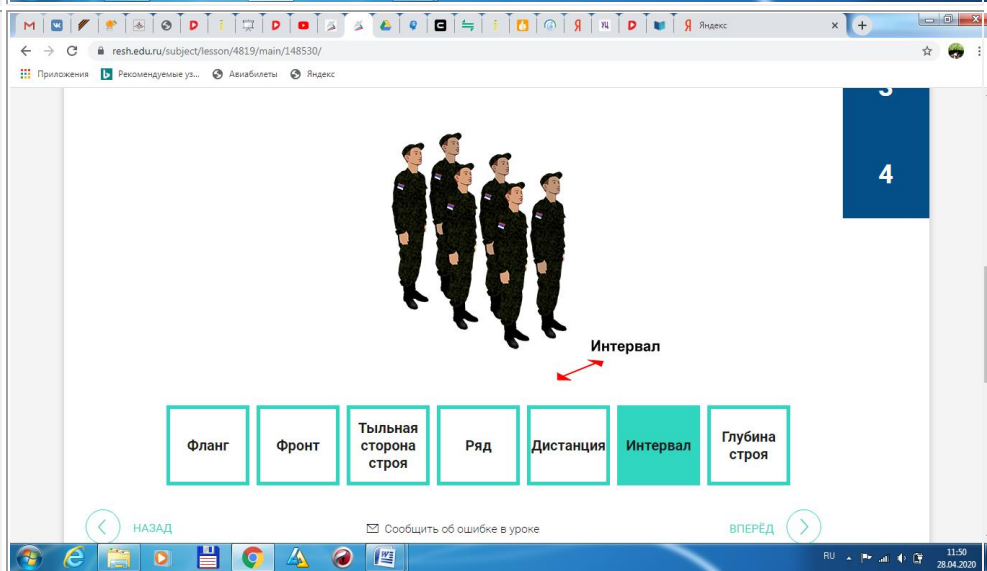 Яндекс
resh.edu.ru/subject/lesson/4819/main/148530/
Приложения
Рекомендуемые уз...
Авиабилеты
Яндекс
4
Интервал
Фланг
Фронт
Тыльная
сторона
строя
Ряд
Дистанция
Интервал
Глубина
строя
НАЗАД
Сообщить об ошибке в уроке
ВПЕРЁД
RU
11:50
28.04.2020